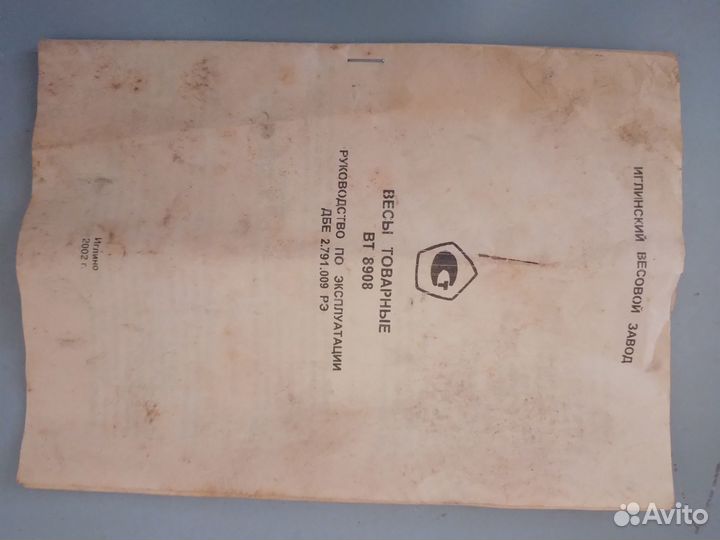 ИГЛИНСКИЙ ВЕСОВОЙ ЗАВОД
ВЕСЫ ТОВАРНЫЕ
ВТ 8908
РУКОВОДСТВО ПО ЭКСПЛУАТАЦИИ
ДБЕ 2.791.009 РЭ
Иглино
2002 г.
Avito